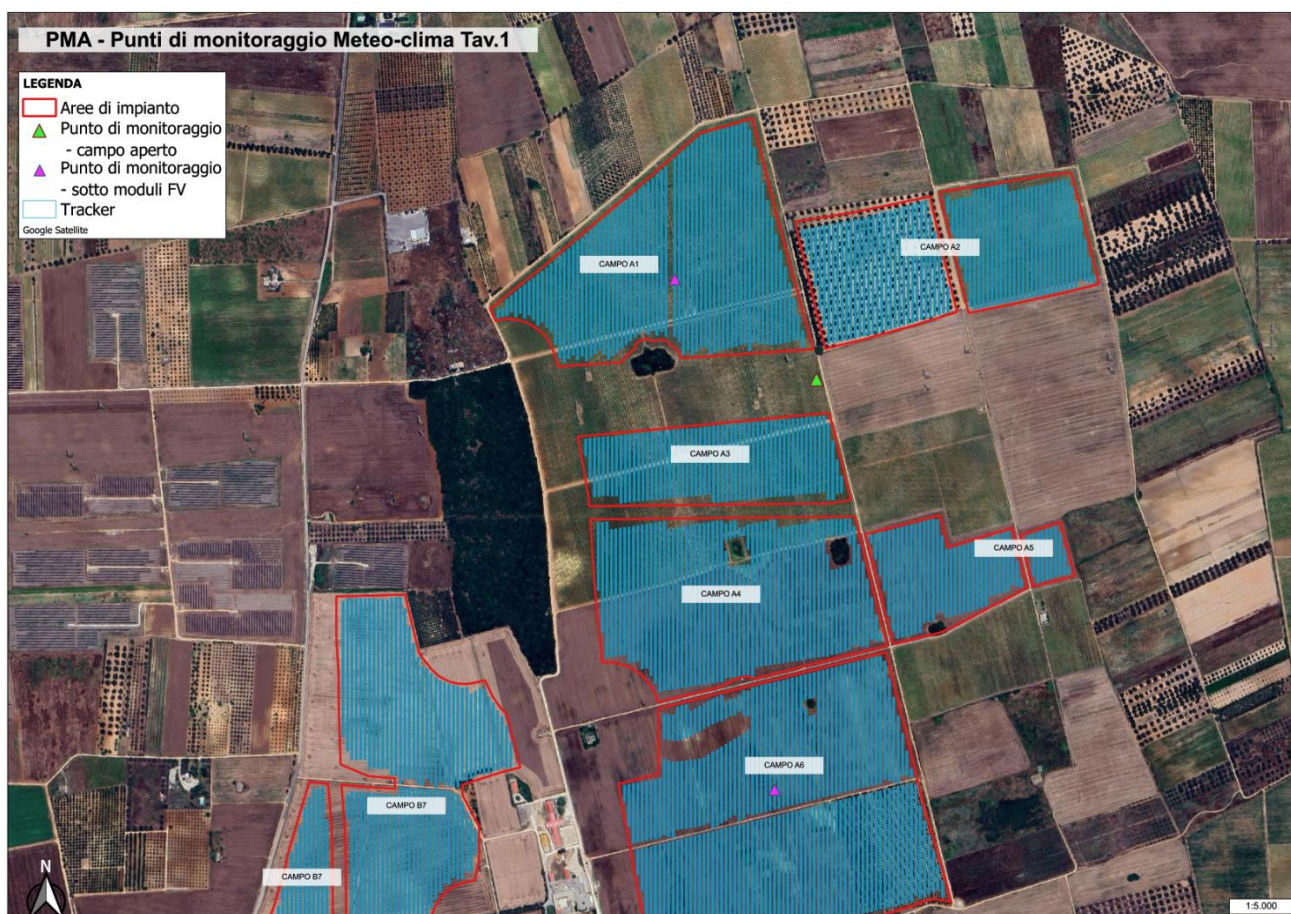 PMA - Punti di monitoraggio Meteo-clima Tav.1
LEGENDA
Aree di impianto
Punto di monitoraggio
- campo aperto
Punto di monitoraggio
- sotto moduli FV
Tracker
Google Satellite
CAMPO A1
CAMPO A2
CAMPO A3
CAMPO A5
CAMPO A4
CAMPO A6
CAMPO B7
CAMPO B7
N
1:5.000